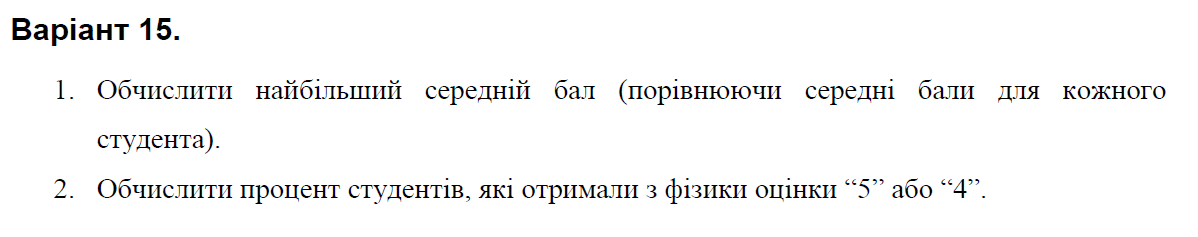 Варіант 15.
1. Обчислити найбільший середній бал (порівнюючи середні бали для кожного
студента).
2. Обчислити процент студентів, які отримали з фізики оцінки “5” або “4”.